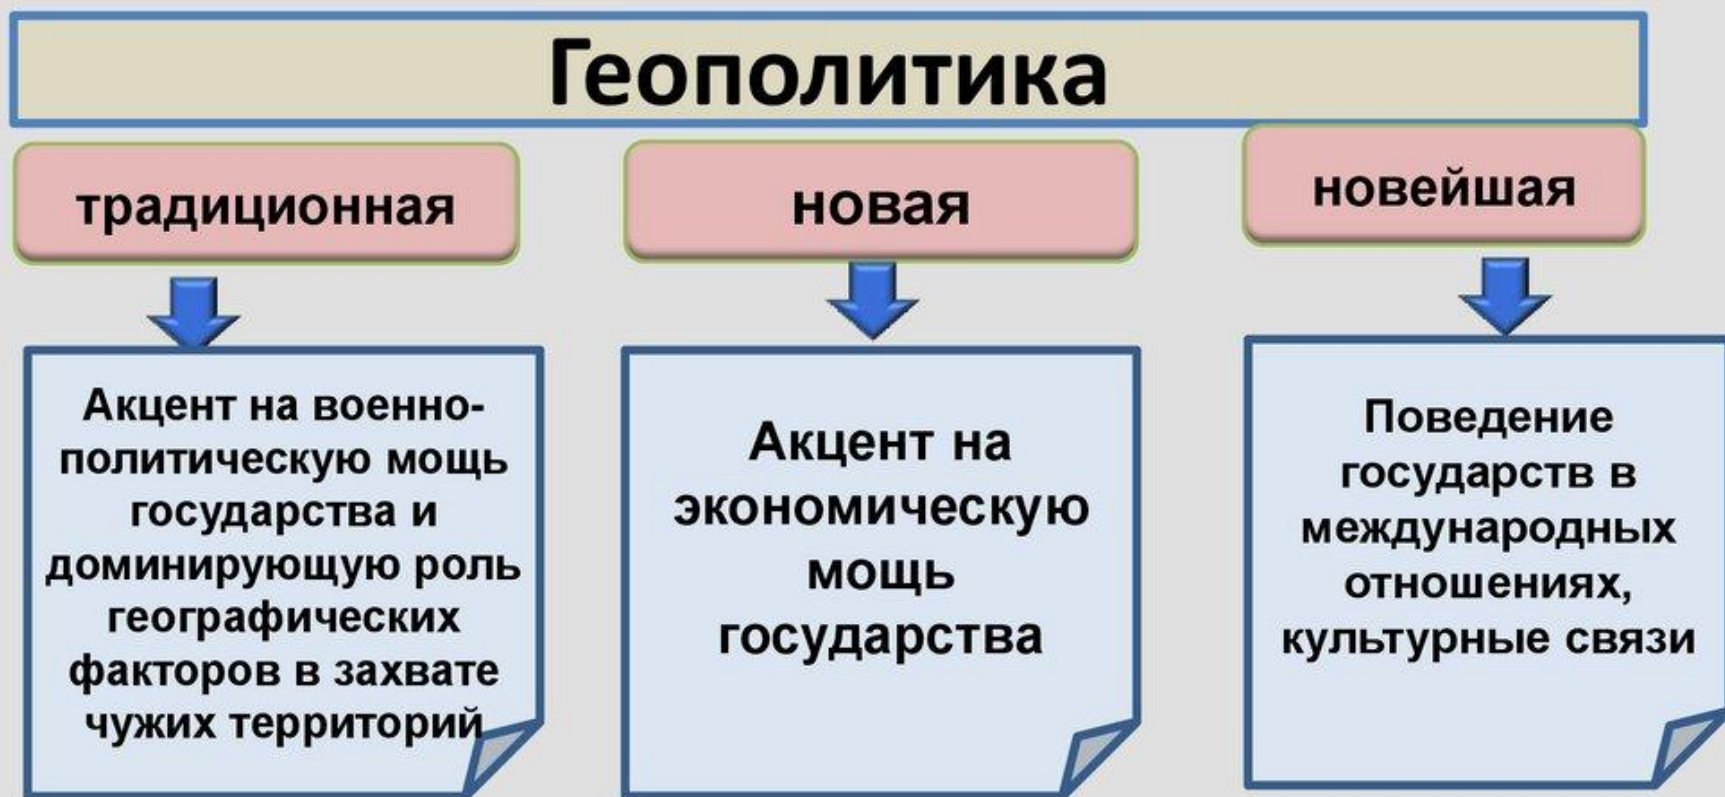 Геополитика
традиционная
новая
новейшая
Акцент на военно-
политическую мощь
государства и
доминирующую роль
географических
факторов в захвате
чужих территорий
Акцент на
экономическую
мощь
государства
Поведение
государств в
международных
отношениях,
культурные связи